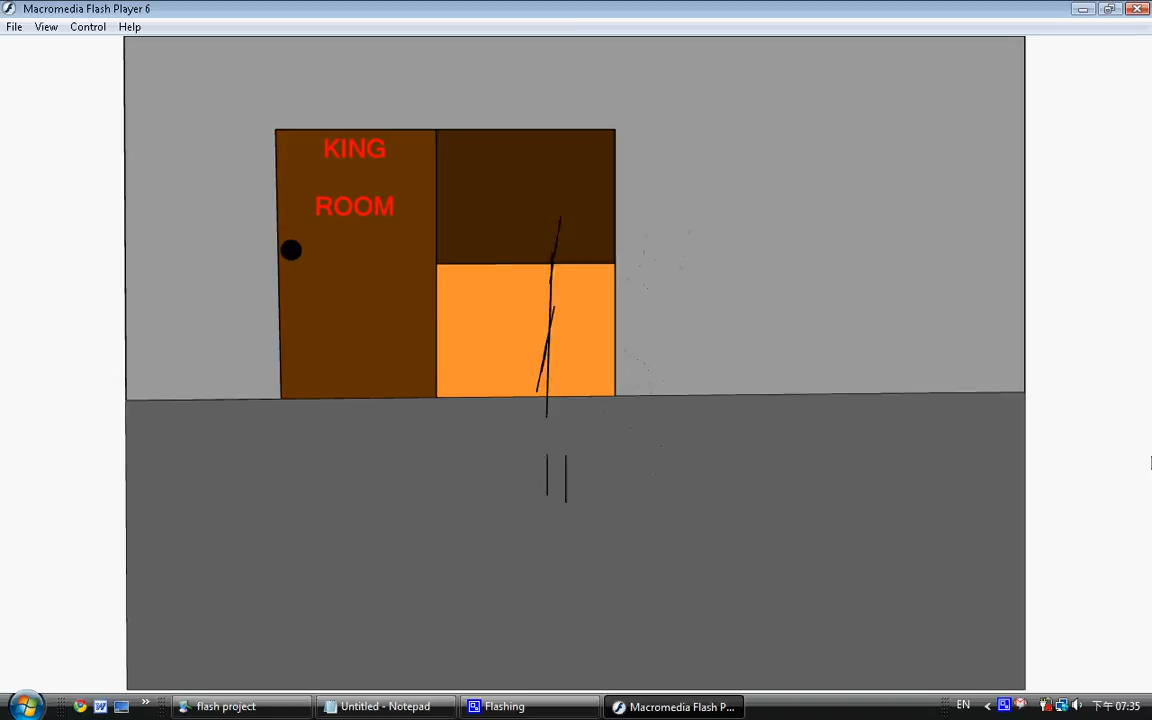 Macromedia Flash Player 6
File View Control Help
KING
ROOM
flash project
Untitled - Notepad
Flashing
Macromedia Flash P...
EN
下午 07:35